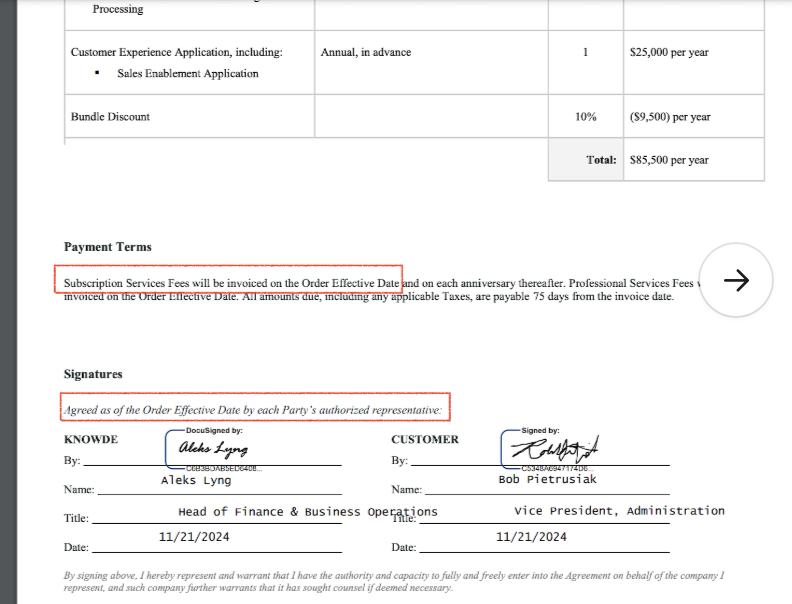 Processing
Customer Experience Application, including: Annual, in advance 1 $25,000 per year
▪ Sales Enablement Application
Bundle Discount 10% ($9,500) per year
Total: $85,500 per year
Payment Terms
Subscription Services Fees will be invoiced on the Order Effective Date and on each anniversary thereafter. Professional Services Fees
invoiced on the Order Effective Date. All amounts due, including any applicable Taxes, are payable 75 days from the invoice date.
Signatures
Agreed as of the Order Effective Date by each Party's authorized representative:
DocuSigned by: Signed by:
KNOWDE Aleks Lyng CUSTOMER
By: By:
C5348A6947174D6...
Aleks Lyng Bob Pietrusiak
Name: Name:
Head of Finance & Business Operations Vice President, Administration
Title: Title:
11/21/2024 11/21/2024
Date: Date:
By signing above, I hereby represent and warrant that I have the authority and capacity to fully and freely enter into the Agreement on behalf of the company I
represent, and such company further warrants that it has sought counsel if deemed necessary.